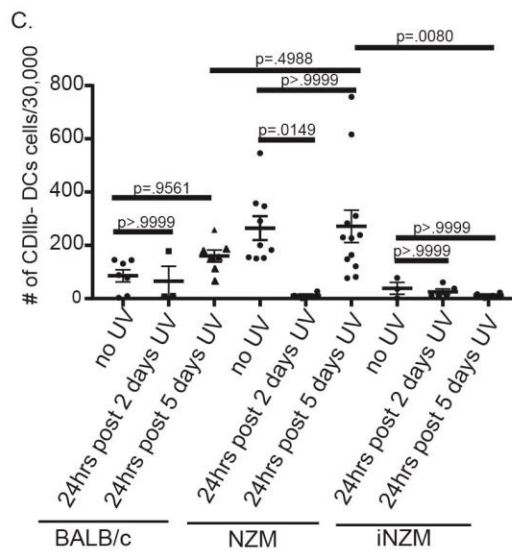 C.
p=.0080
p=.4988
p>.9999
p=.0149
p=.9561
p>.9999
p>.9999
p>.9999
# of CDIIb- DCs cells/30,000
800
600
400
200
0
no UV
24hrs post 2 days UV
24hrs post 5 days UV
no UV
24hrs post 2 days UV
24hrs post 5 days UV
no UV
24hrs post 2 days UV
24hrs post 5 days UV
BALB/c
NZM
iNZM